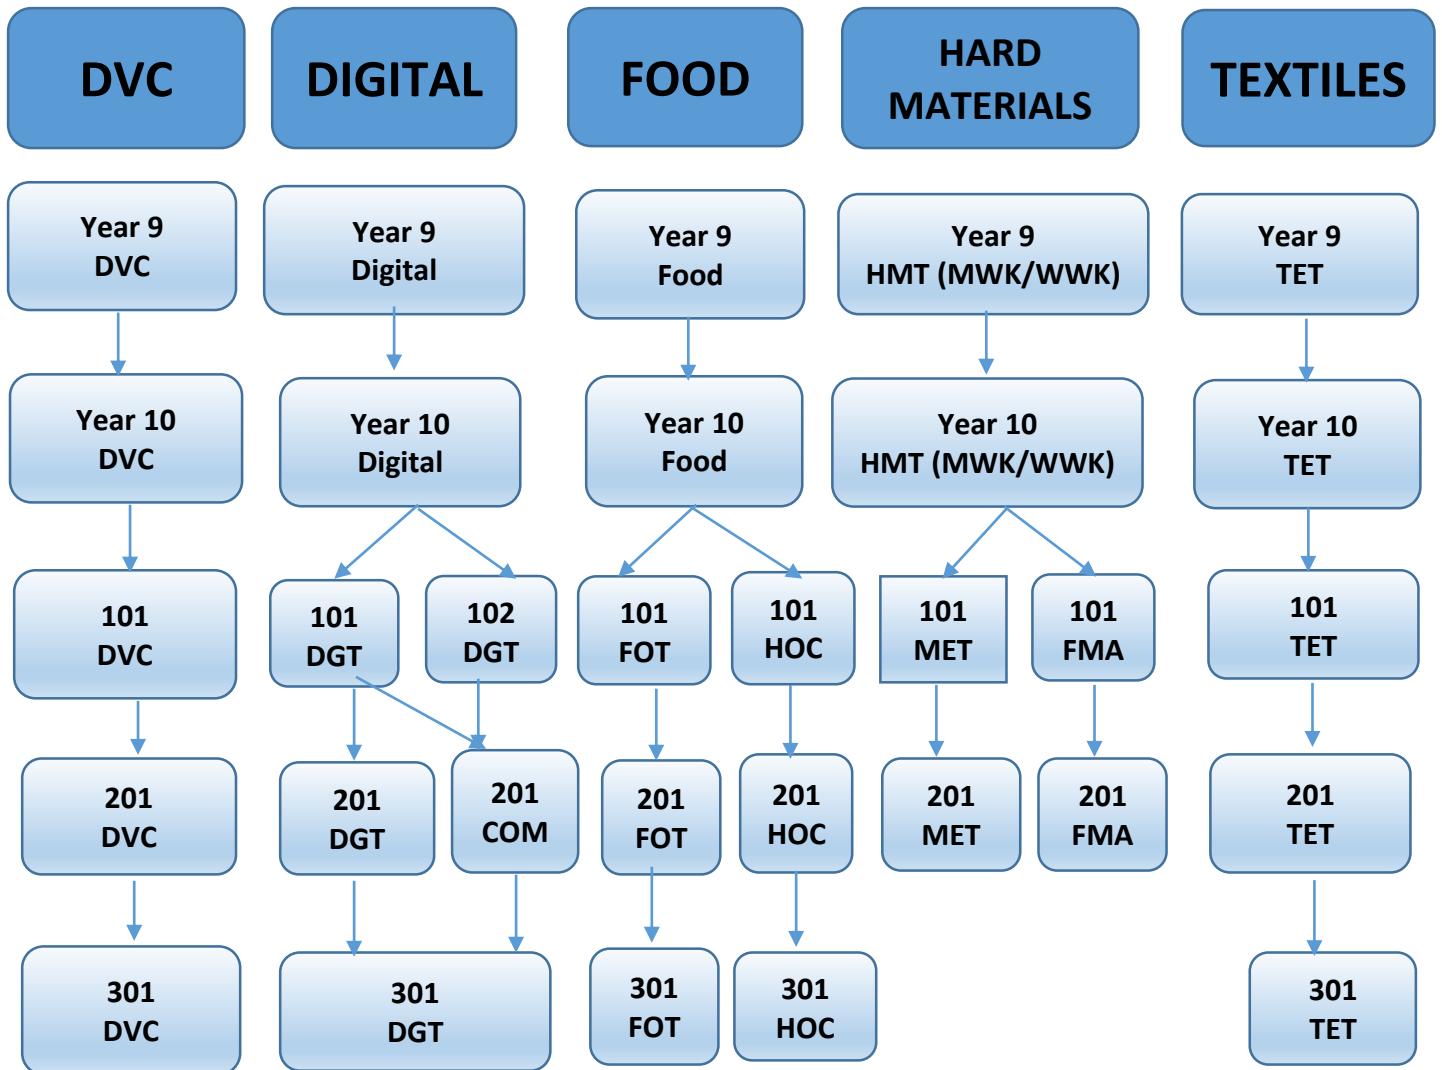 DVC
DIGITAL
FOOD
HARD
MATERIALS
TEXTILES
Year 9
DVC
Year 9
Digital
Year 9
Food
Year 9
HMT (MWK/WWK)
Year 9
TET
Year 10
DVC
Year 10
Digital
Year 10
Food
Year 10
HMT (MWK/WWK)
Year 10
TET
101
DVC
101
DGT
102
DGT
101
FOT
101
HOC
101
MET
101
FMA
101
TET
201
DVC
201
DGT
201
COM
201
FOT
201
HOC
201
MET
201
FMA
201
TET
301
DVC
301
DGT
301
FOT
301
HOC
301
TET